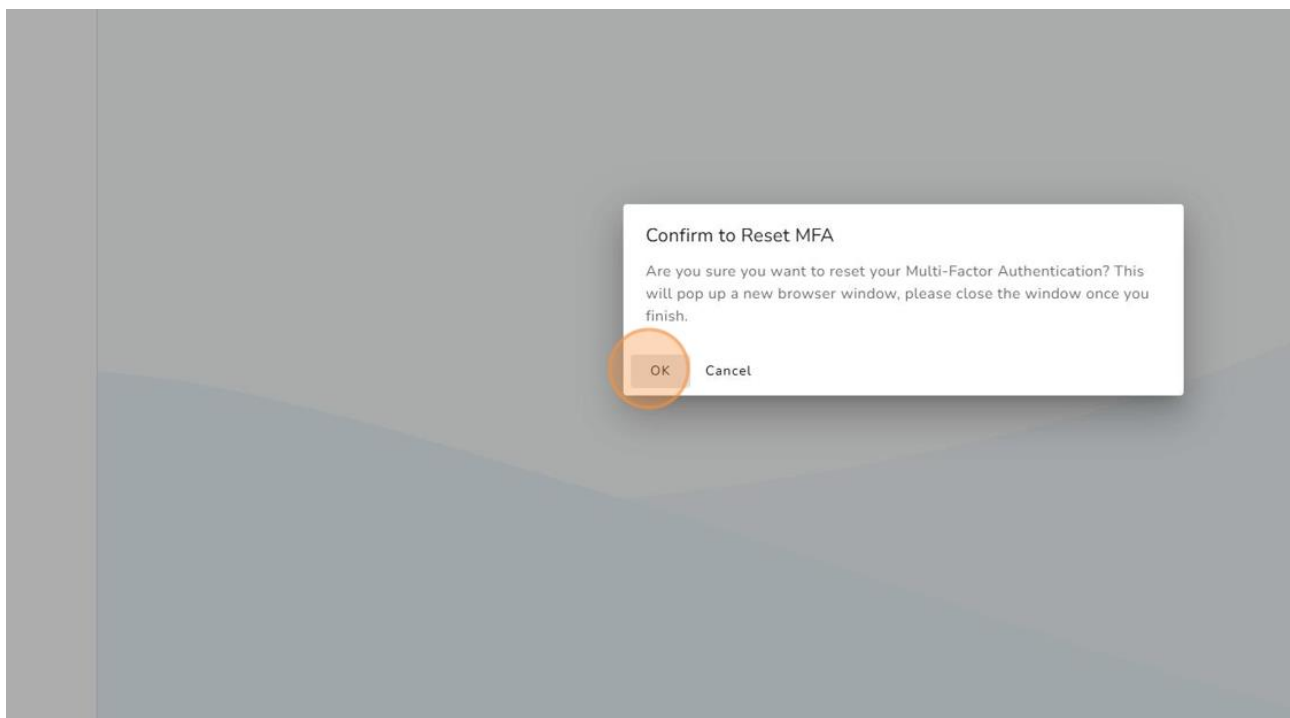 Confirm to Reset MFA
Are you sure you want to reset your Multi-Factor Authentication? This
will pop up a new browser window, please close the window once you
finish.
OK Cancel